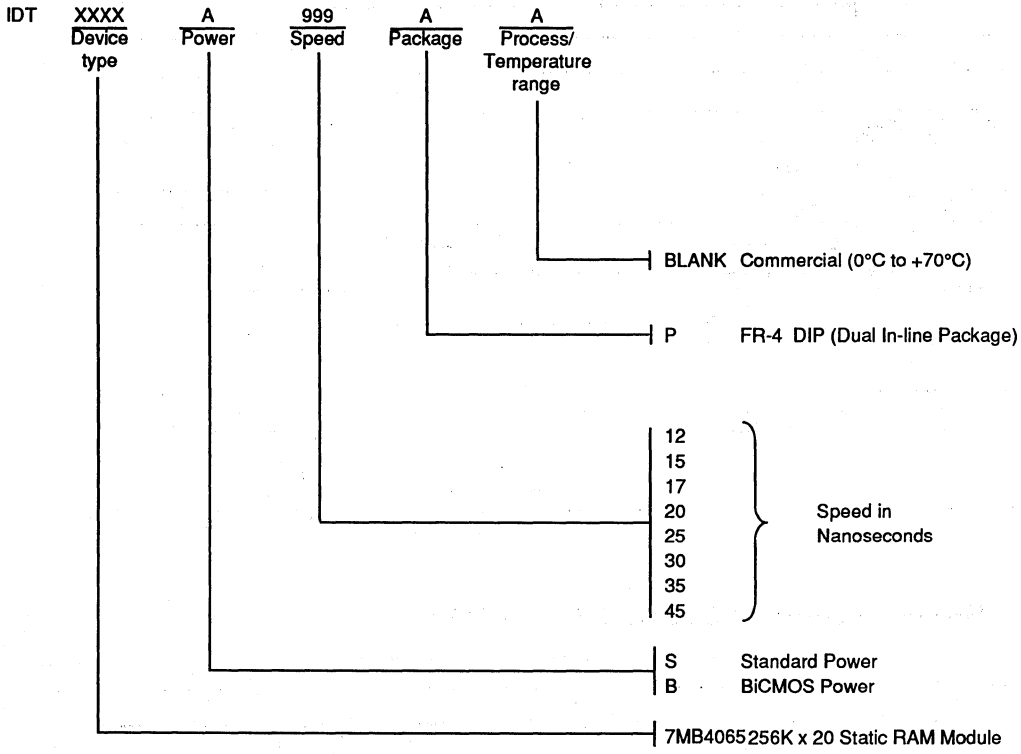 IDT XXXX A 999 A A
Device type Power Speed Package Process/ Temperature range
BLANK Commercial (0°C to +70°C)
P FR-4 DIP (Dual In-line Package)
12
15
17
20
25
30
35
45
Speed in
Nanoseconds
S Standard Power
B BiCMOS Power
7MB4065 256K x 20 Static RAM Module